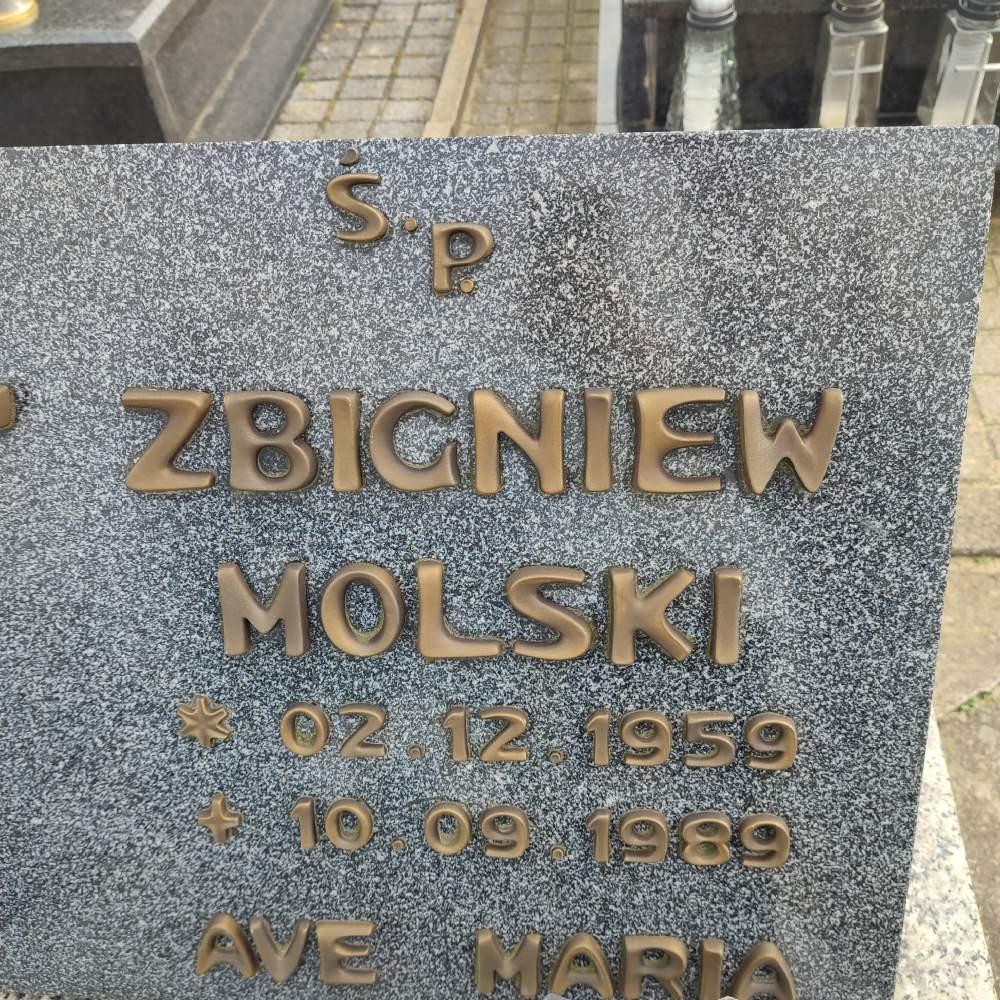 Ś.P.
ZBIGNIEW
MOLSKI
* 02.12.1959
+ 10.09.1989
AVE MARIA